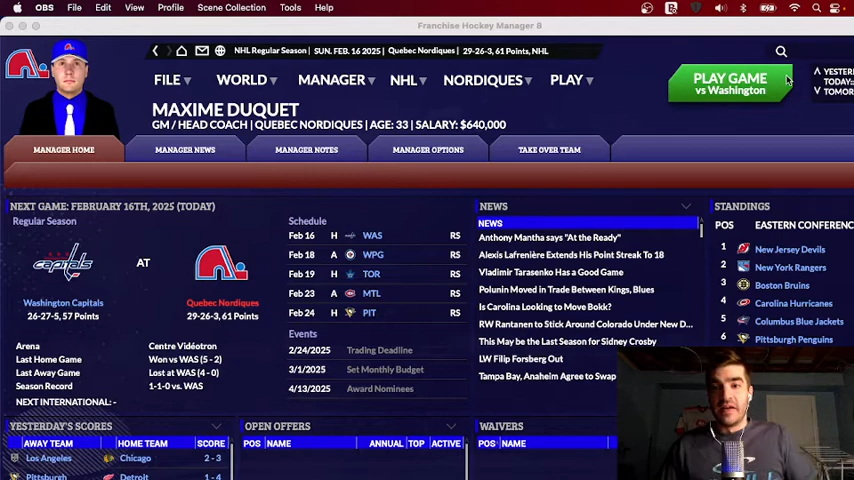 OBS File Edit View Profile Scene Collection Tools Help
Franchise Hockey Manager 8
NHL Regular Season | SUN. FEB. 16 2025 | Quebec Nordiques | 29-26-3, 61 Points, NHL
FILE WORLD MANAGER NHL NORDIQUES PLAY
PLAY GAME
vs Washington
YESTER
TODAY:
TOMOR
MAXIME DUQUET
GM / HEAD COACH | QUEBEC NORDIQUES | AGE: 33 | SALARY: $640,000
MANAGER HOME MANAGER NEWS MANAGER NOTES MANAGER OPTIONS TAKE OVER TEAM
NEXT GAME: FEBRUARY 16TH, 2025 (TODAY)
Regular Season
AT
Washington Capitals
26-27-5, 57 Points
Quebec Nordiques
29-26-3, 61 Points
Arena Centre Vidéotron
Last Home Game Won vs WAS (5 - 2)
Last Away Game Lost at WAS (4 - 0)
Season Record 1-1-0 vs. WAS
NEXT INTERNATIONAL: -
Schedule
Feb 16 H WAS RS
Feb 18 A WPG RS
Feb 19 H TOR RS
Feb 23 A MTL RS
Feb 24 H PIT RS
Events
2/24/2025 Trading Deadline
3/1/2025 Set Monthly Budget
4/13/2025 Award Nominees
NEWS
NEWS
Anthony Mantha says "At the Ready"
Alexis Lafrenière Extends His Point Streak To 18
Vladimir Tarasenko Has a Good Game
Polunin Moved in Trade Between Kings, Blues
Is Carolina Looking to Move Bokk?
RW Rantanen to Stick Around Colorado Under New D...
This May be the Last Season for Sidney Crosby
LW Filip Forsberg Out
Tampa Bay, Anaheim Agree to Swap
STANDINGS
POS EASTERN CONFERENC
1 New Jersey Devils
2 New York Rangers
3 Boston Bruins
4 Carolina Hurricanes
5 Columbus Blue Jackets
6 Pittsburgh Penguins
YESTERDAY'S SCORES
AWAY TEAM HOME TEAM SCORE
Los Angeles Chicago 2 - 3
Pittsburgh Detroit 1 - 4
OPEN OFFERS
POS NAME ANNUAL TOP ACTIVE
WAIVERS
POS NAME